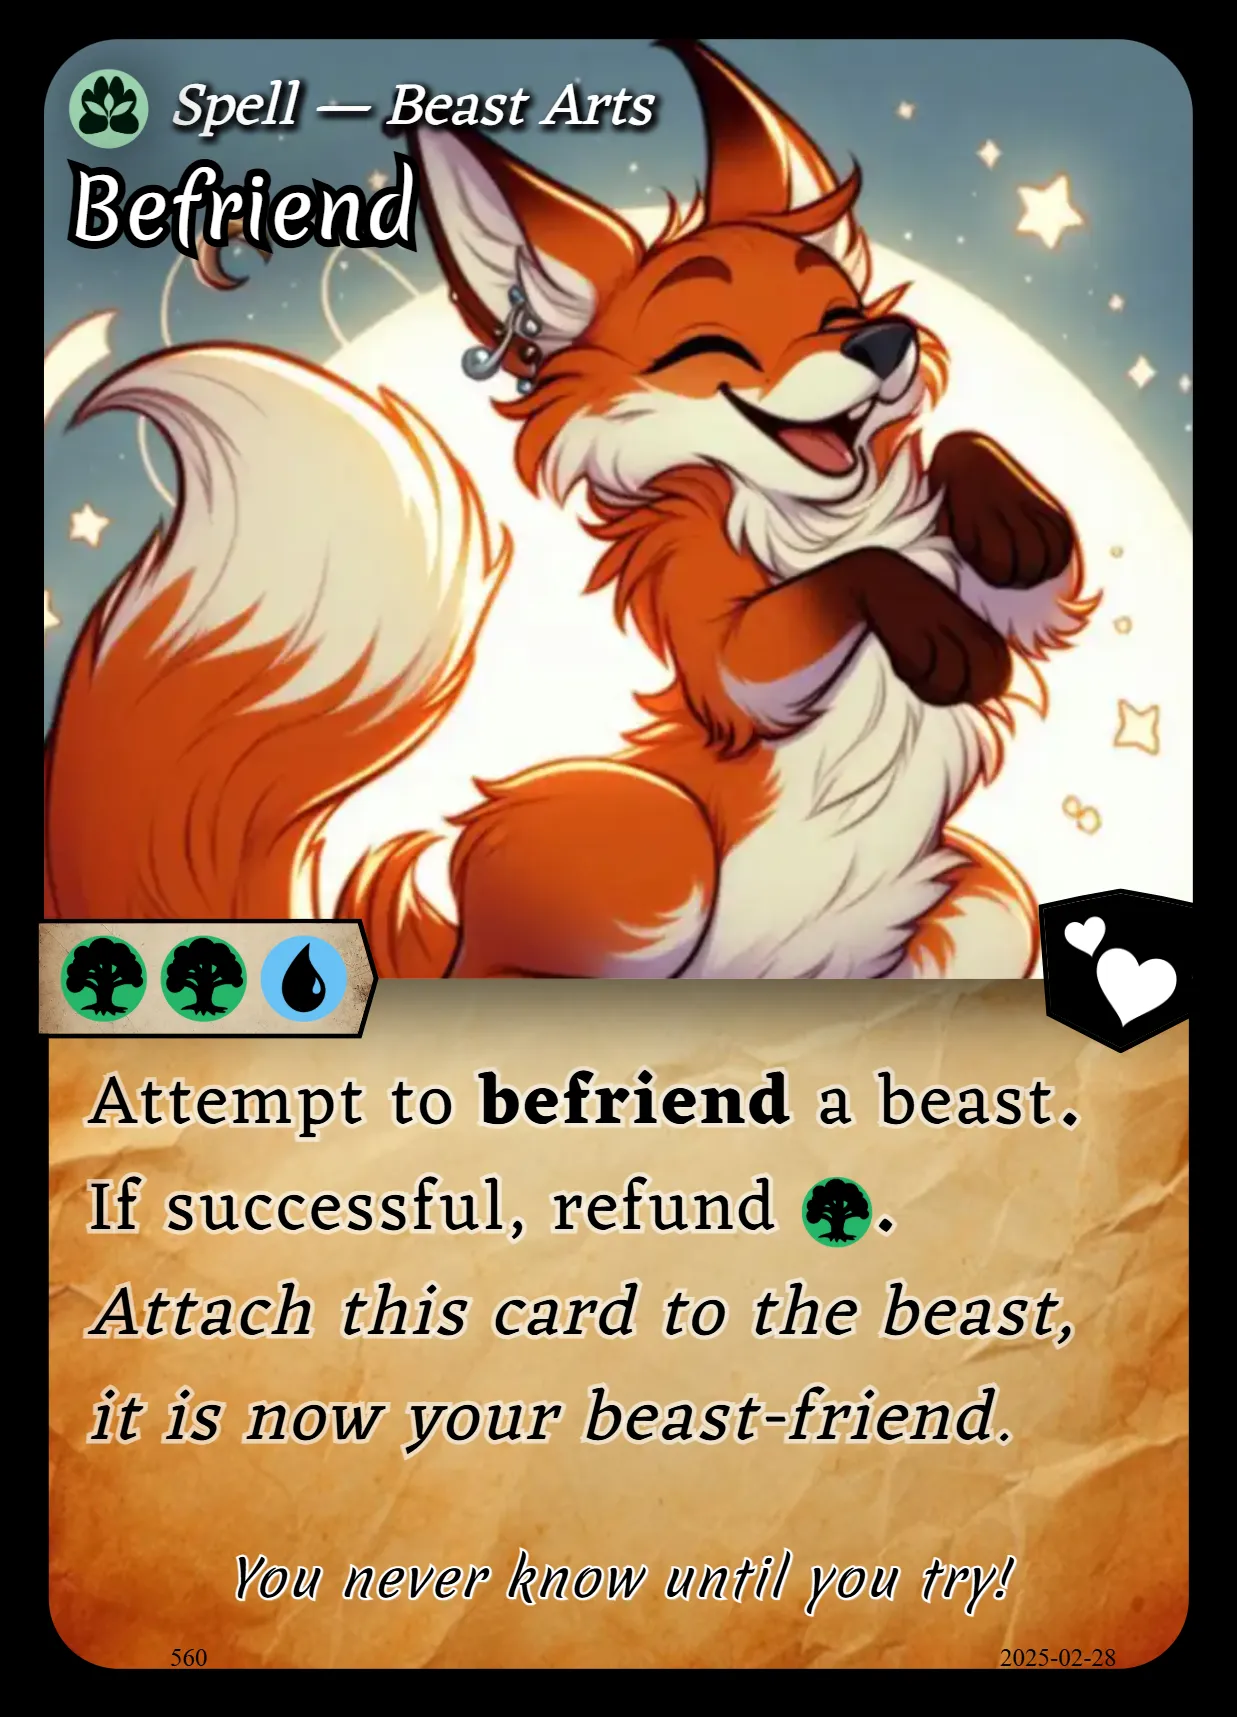 Spell — Beast Arts
Befriend
Attempt to befriend a beast.
If successful, refund .
Attach this card to the beast,
it is now your beast-friend.
You never know until you try!
560
2025-02-28